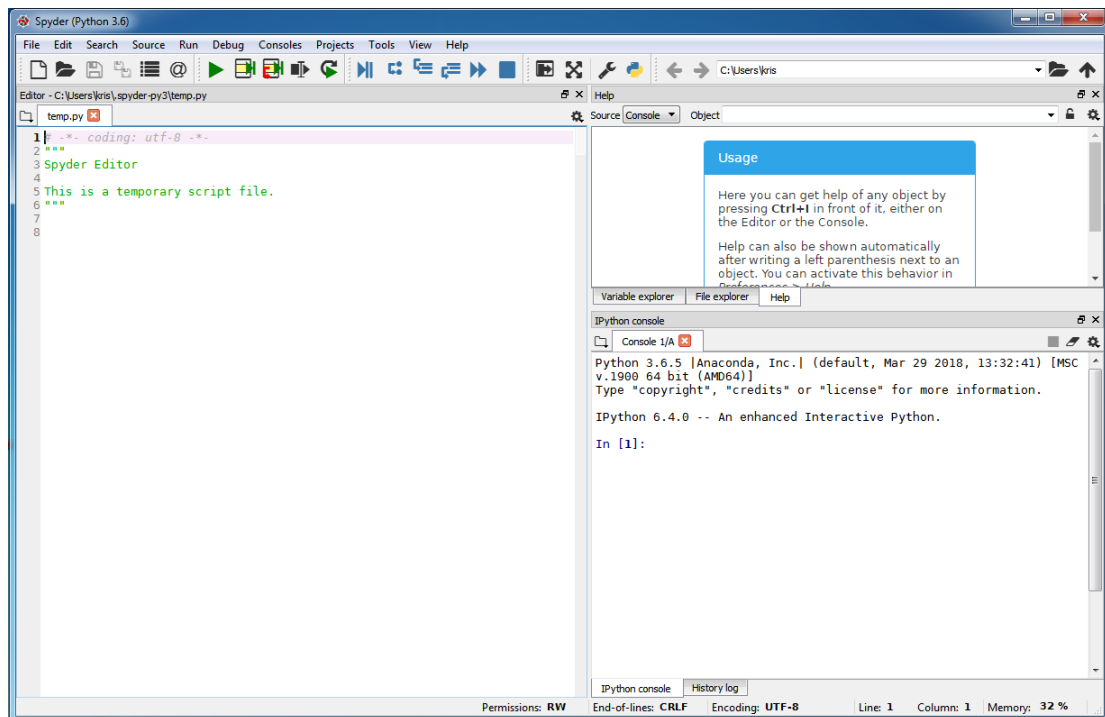 Spyder (Python 3.6)
File Edit Search Source Run Debug Consoles Projects Tools View Help
C:\Users\kris
Editor - C:\Users\kris\.spyder-py3\temp.py
temp.py
1 # -*- coding: utf-8 -*-
2 """
3 Spyder Editor
4
5 This is a temporary script file.
6 """
7
8
Help
Source Console Object
Usage
Here you can get help of any object by
pressing Ctrl+I in front of it, either on
the Editor or the Console.
Help can also be shown automatically
after writing a left parenthesis next to an
object. You can activate this behavior in
Preferences > Help.
Variable explorer File explorer Help
IPython console
Console 1/A
Python 3.6.5 |Anaconda, Inc.| (default, Mar 29 2018, 13:32:41) [MSC
v.1900 64 bit (AMD64)]
Type "copyright", "credits" or "license" for more information.
IPython 6.4.0 -- An enhanced Interactive Python.
In [1]:
IPython console History log
Permissions: RW End-of-lines: CRLF Encoding: UTF-8 Line: 1 Column: 1 Memory: 32 %